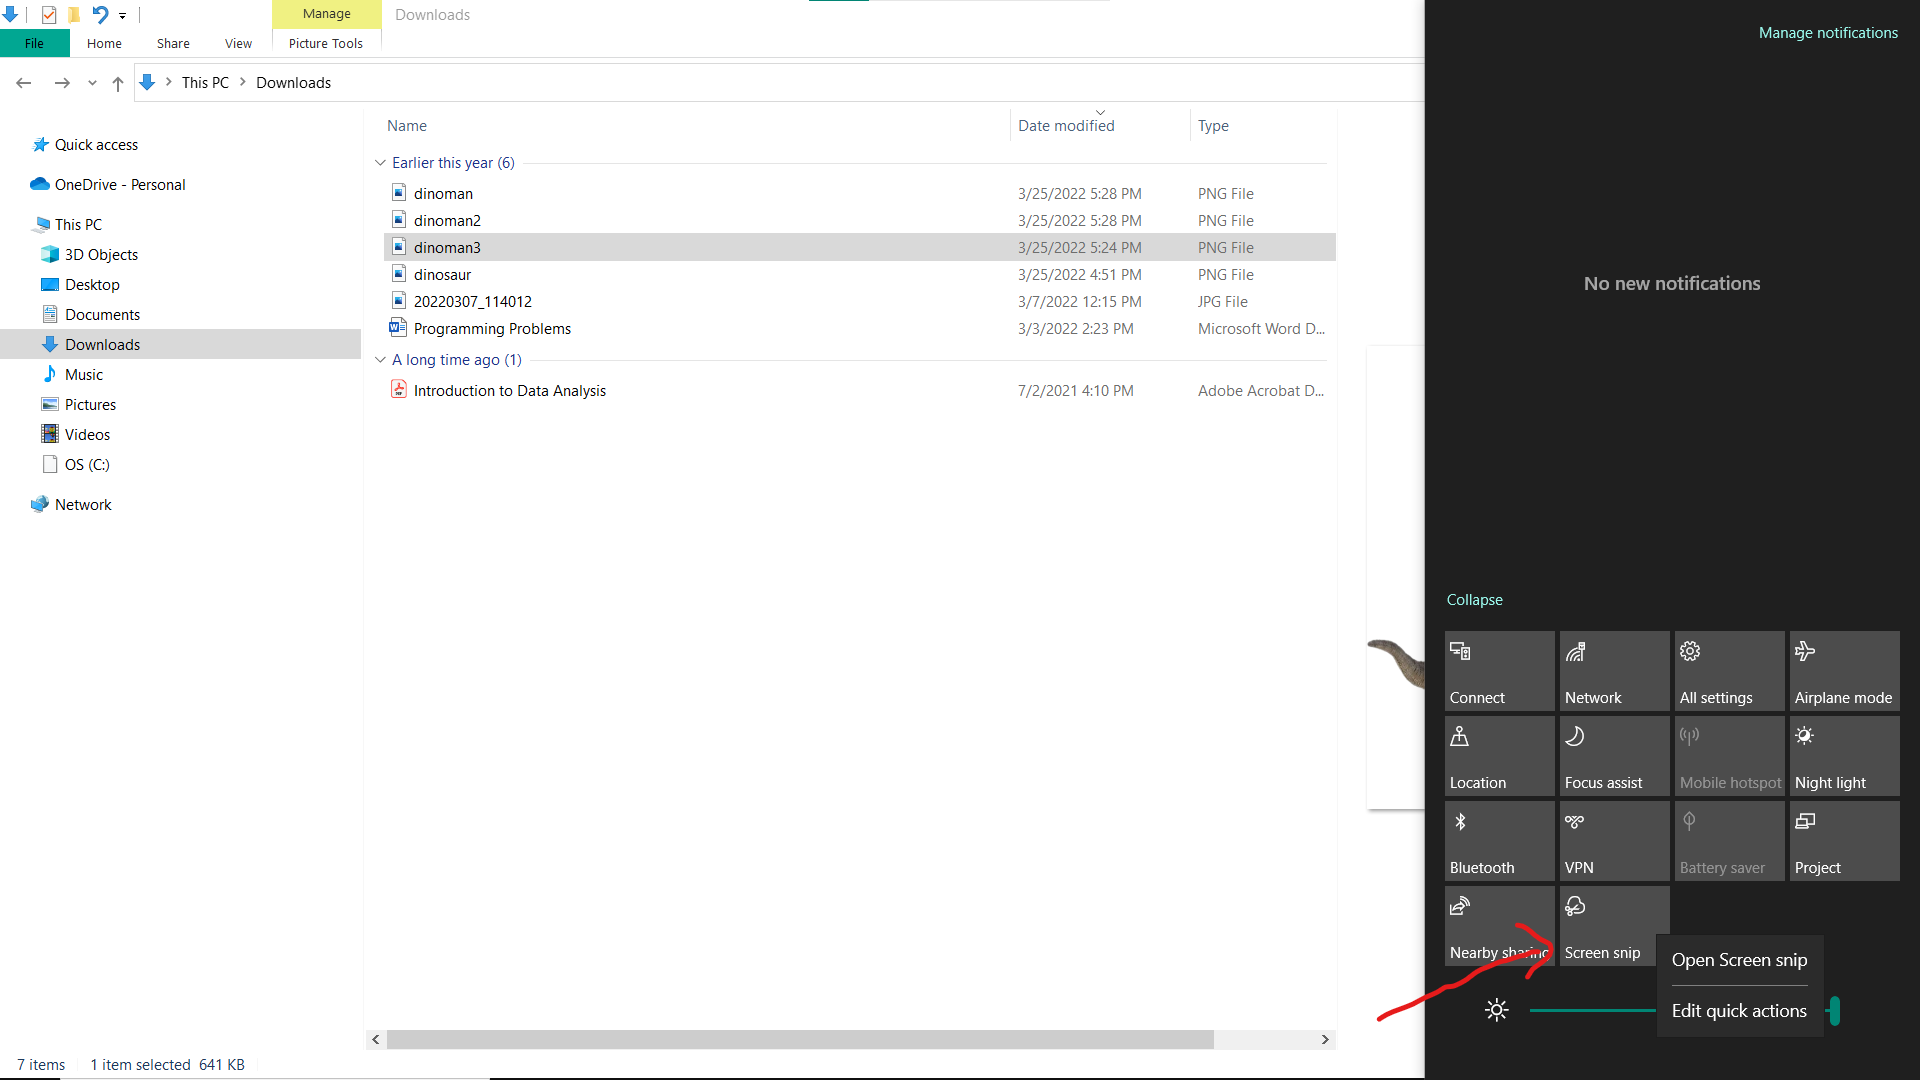 Manage
Downloads
File
Home
Share
View
Picture Tools
This PC
Downloads
Quick access
OneDrive - Personal
This PC
3D Objects
Desktop
Documents
Downloads
Music
Pictures
Videos
OS (C:)
Network
Name
Date modified
Type
Earlier this year (6)
dinoman
3/25/2022 5:28 PM
PNG File
dinoman2
3/25/2022 5:28 PM
PNG File
dinoman3
3/25/2022 5:24 PM
PNG File
dinosaur
3/25/2022 4:51 PM
PNG File
20220307_114012
3/7/2022 12:15 PM
JPG File
Programming Problems
3/3/2022 2:23 PM
Microsoft Word D...
A long time ago (1)
Introduction to Data Analysis
7/2/2021 4:10 PM
Adobe Acrobat D...
7 items
1 item selected 641 KB
Manage notifications
No new notifications
Collapse
Connect
Network
All settings
Airplane mode
Location
Focus assist
Mobile hotspot
Night light
Bluetooth
VPN
Battery saver
Project
Nearby sharing
Screen snip
Open Screen snip
Edit quick actions